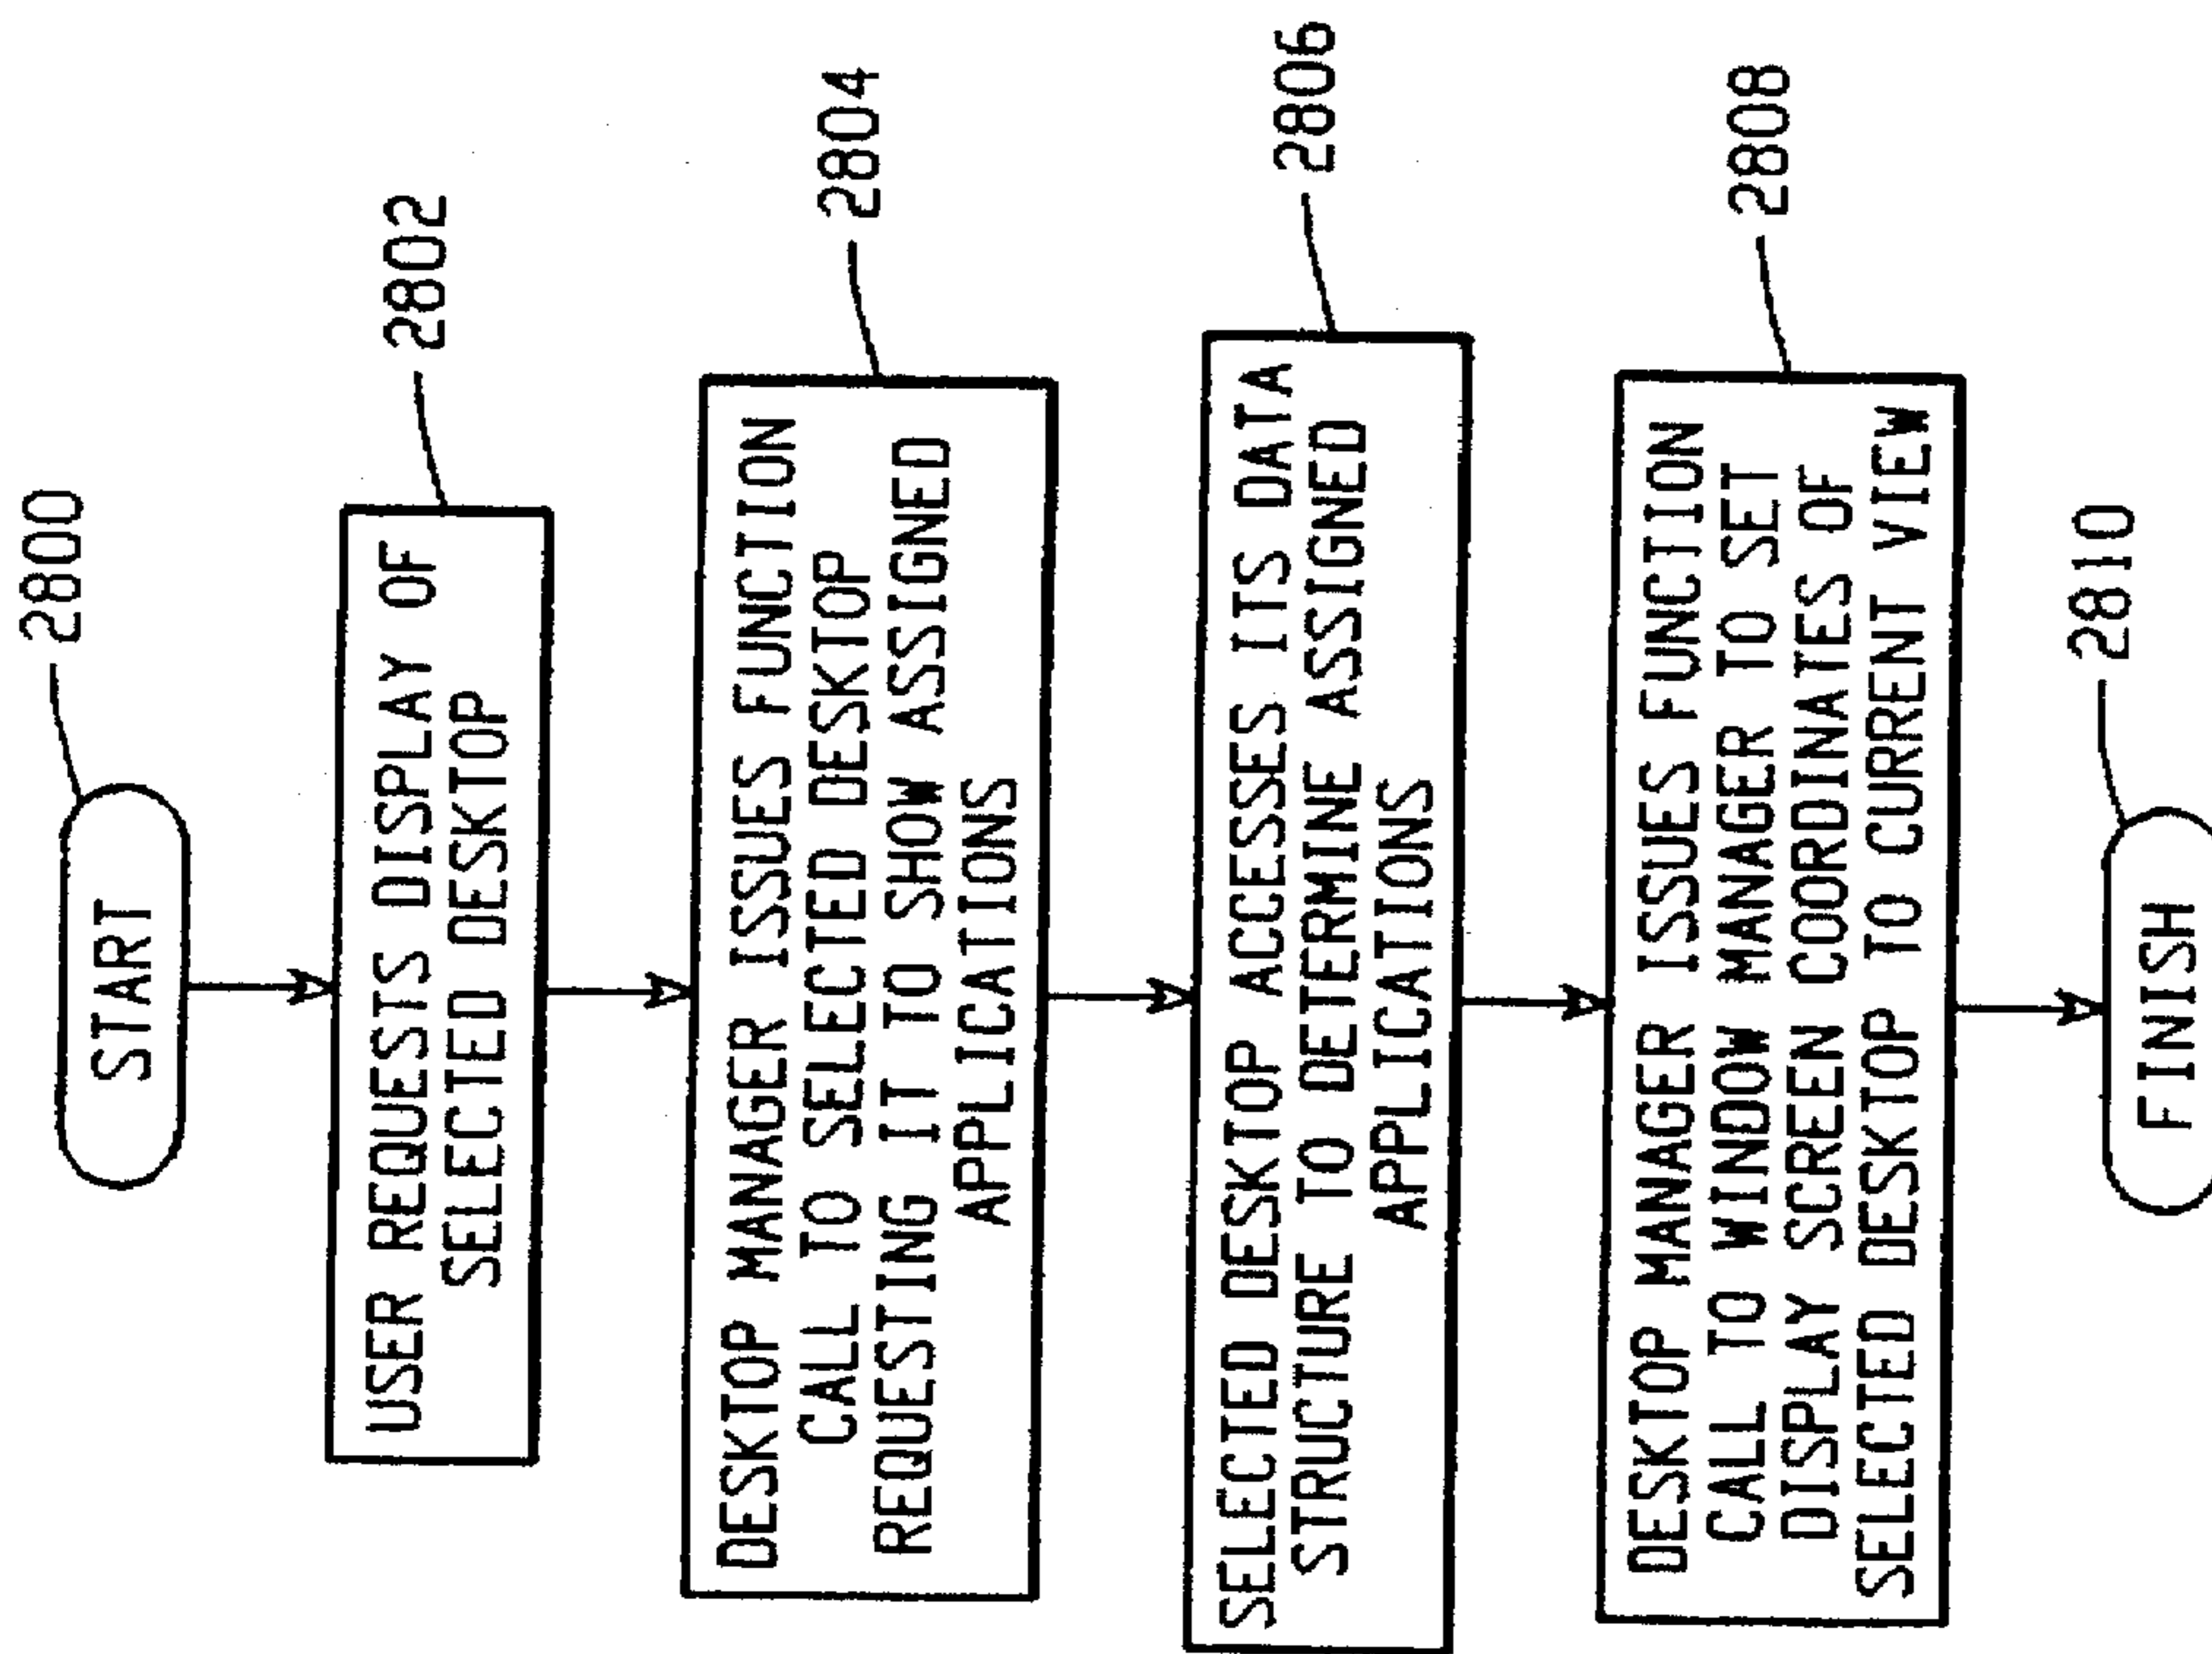 2800
START
2802
USER REQUESTS DISPLAY OF
SELECTED DESKTOP
2804
DESKTOP MANAGER ISSUES FUNCTION
CALL TO SELECTED DESKTOP
REQUESTING IT TO SHOW ASSIGNED
APPLICATIONS
2806
SELECTED DESKTOP ACCESSES ITS DATA
STRUCTURE TO DETERMINE ASSIGNED
APPLICATIONS
2808
DESKTOP MANAGER ISSUES FUNCTION
CALL TO WINDOW MANAGER TO SET
DISPLAY SCREEN COORDINATES OF
SELECTED DESKTOP TO CURRENT VIEW
2810
FINISH